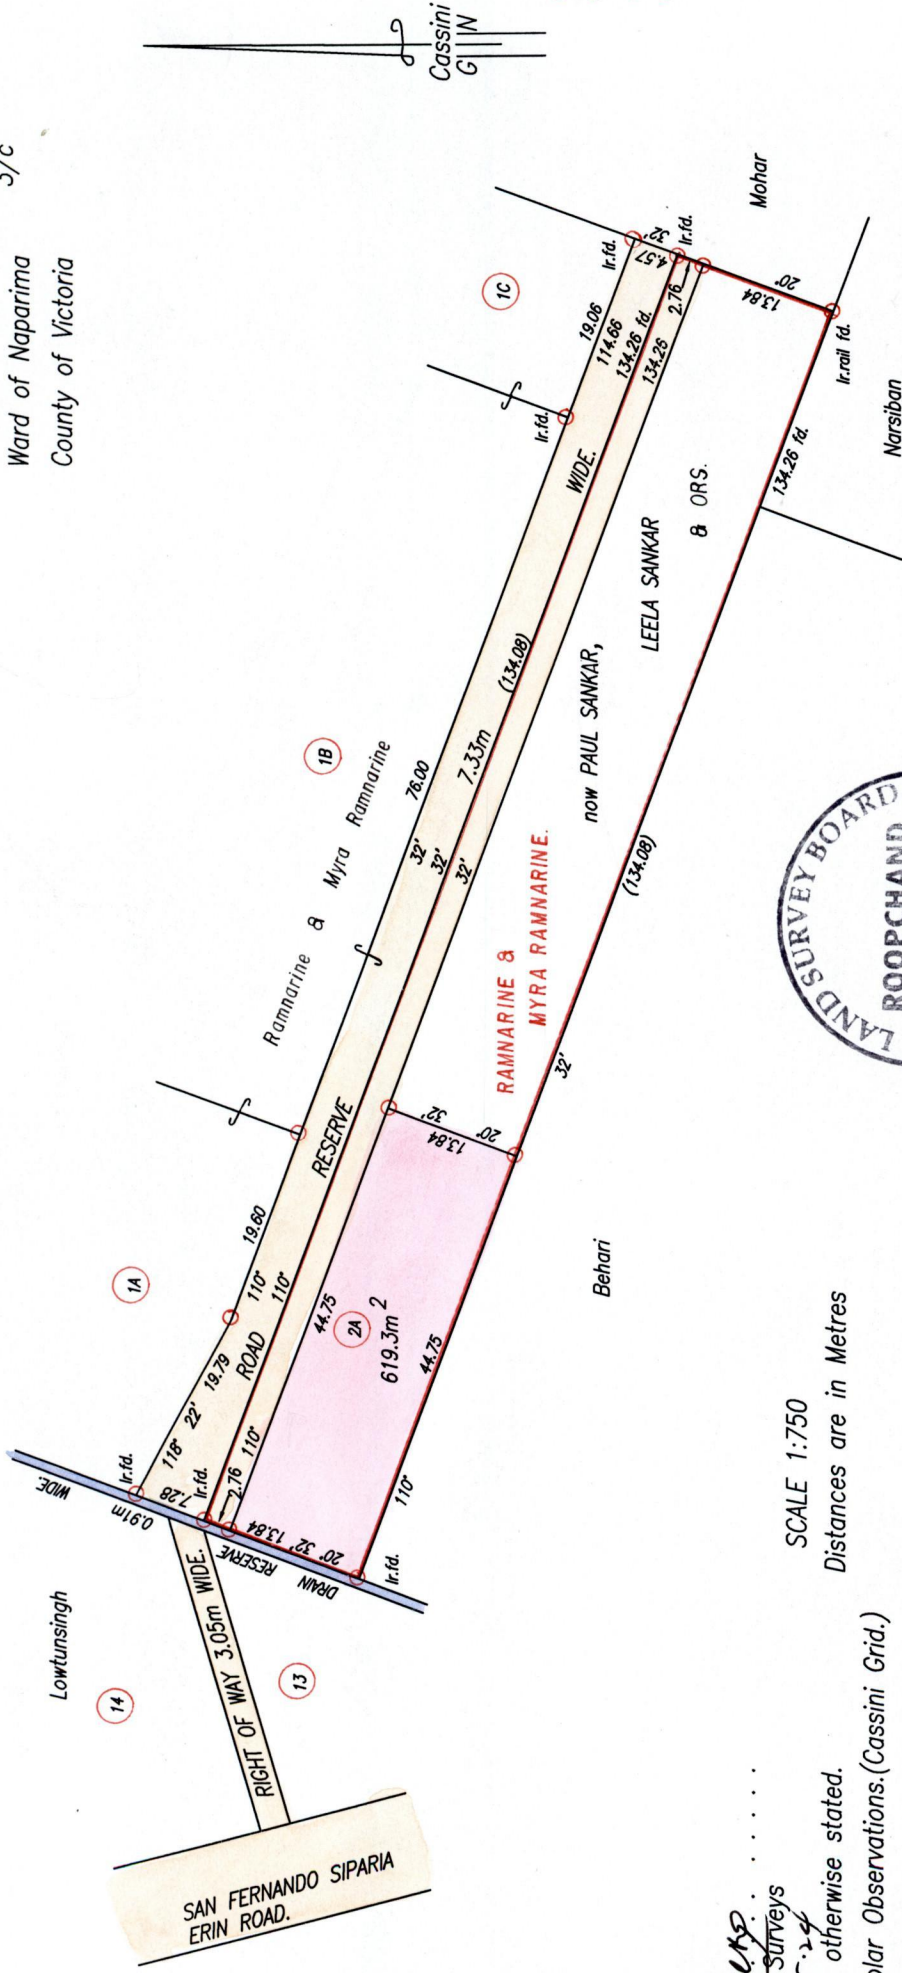 S/C
Ward of Naparima
County of Victoria
Cassini
G N
Mohar
1C
Ir.fd.
32'
4.57
Ir.fd.
19.06
114.66
134.26 fd.
134.26
2.76
20°
13.84
Ir.rail fd.
Ir.fd.
WIDE.
Narsiban
134.26 fd.
LEELA SANKAR
& ORS.
now PAUL SANKAR,
(134.08)
7.33m
1B
Ramnarine & Myra Ramnarine
76.00
32'
32'
32'
(134.08)
RAMNARINE &
MYRA RAMNARINE.
32'
LAND SURVEY BOARD
ROOPCHAND
RESERVE
32'
13.84
20°
19.60
1A
110°
110°
ROAD
19.79
22'
118°
44.75
2A
619.3m2
44.75
110°
110°
Behari
Ir.fd.
7.28
Ir.fd.
2.76
13.84
20° 32'
Ir.fd.
WIDE.
0.91m
RESERVE
DRAIN
Lowtunsingh
14
13
RIGHT OF WAY 3.05m WIDE.
SAN FERNANDO SIPARIA
ERIN ROAD.
SCALE 1:750
Distances are in Metres
Surveys
otherwise stated.
olar Observations.(Cassini Grid.)